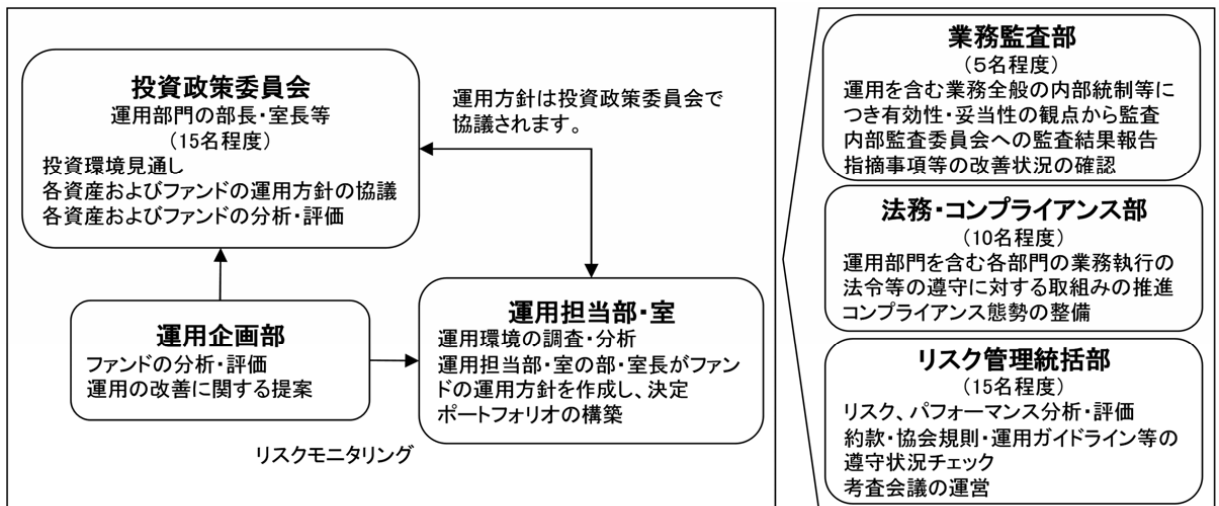 投資政策委員会
運用部門の部長・室長等
（15名程度）
投資環境見通し
各資産およびファンドの運用方針の協議
各資産およびファンドの分析・評価
運用方針は投資政策委員会で
協議されます。
運用企画部
ファンドの分析・評価
運用の改善に関する提案
運用担当部・室
運用環境の調査・分析
運用担当部・室の部・室長がファン
ドの運用方針を作成し、決定
ポートフォリオの構築
リスクモニタリング
業務監査部
（5名程度）
運用を含む業務全般の内部統制等に
つき有効性・妥当性の観点から監査
内部監査委員会への監査結果報告
指摘事項等の改善状況の確認
法務・コンプライアンス部
（10名程度）
運用部門を含む各部門の業務執行の
法令等の遵守に対する取組みの推進
コンプライアンス態勢の整備
リスク管理統括部
（15名程度）
リスク、パフォーマンス分析・評価
約款・協会規則・運用ガイドライン等の
遵守状況チェック
考査会議の運営